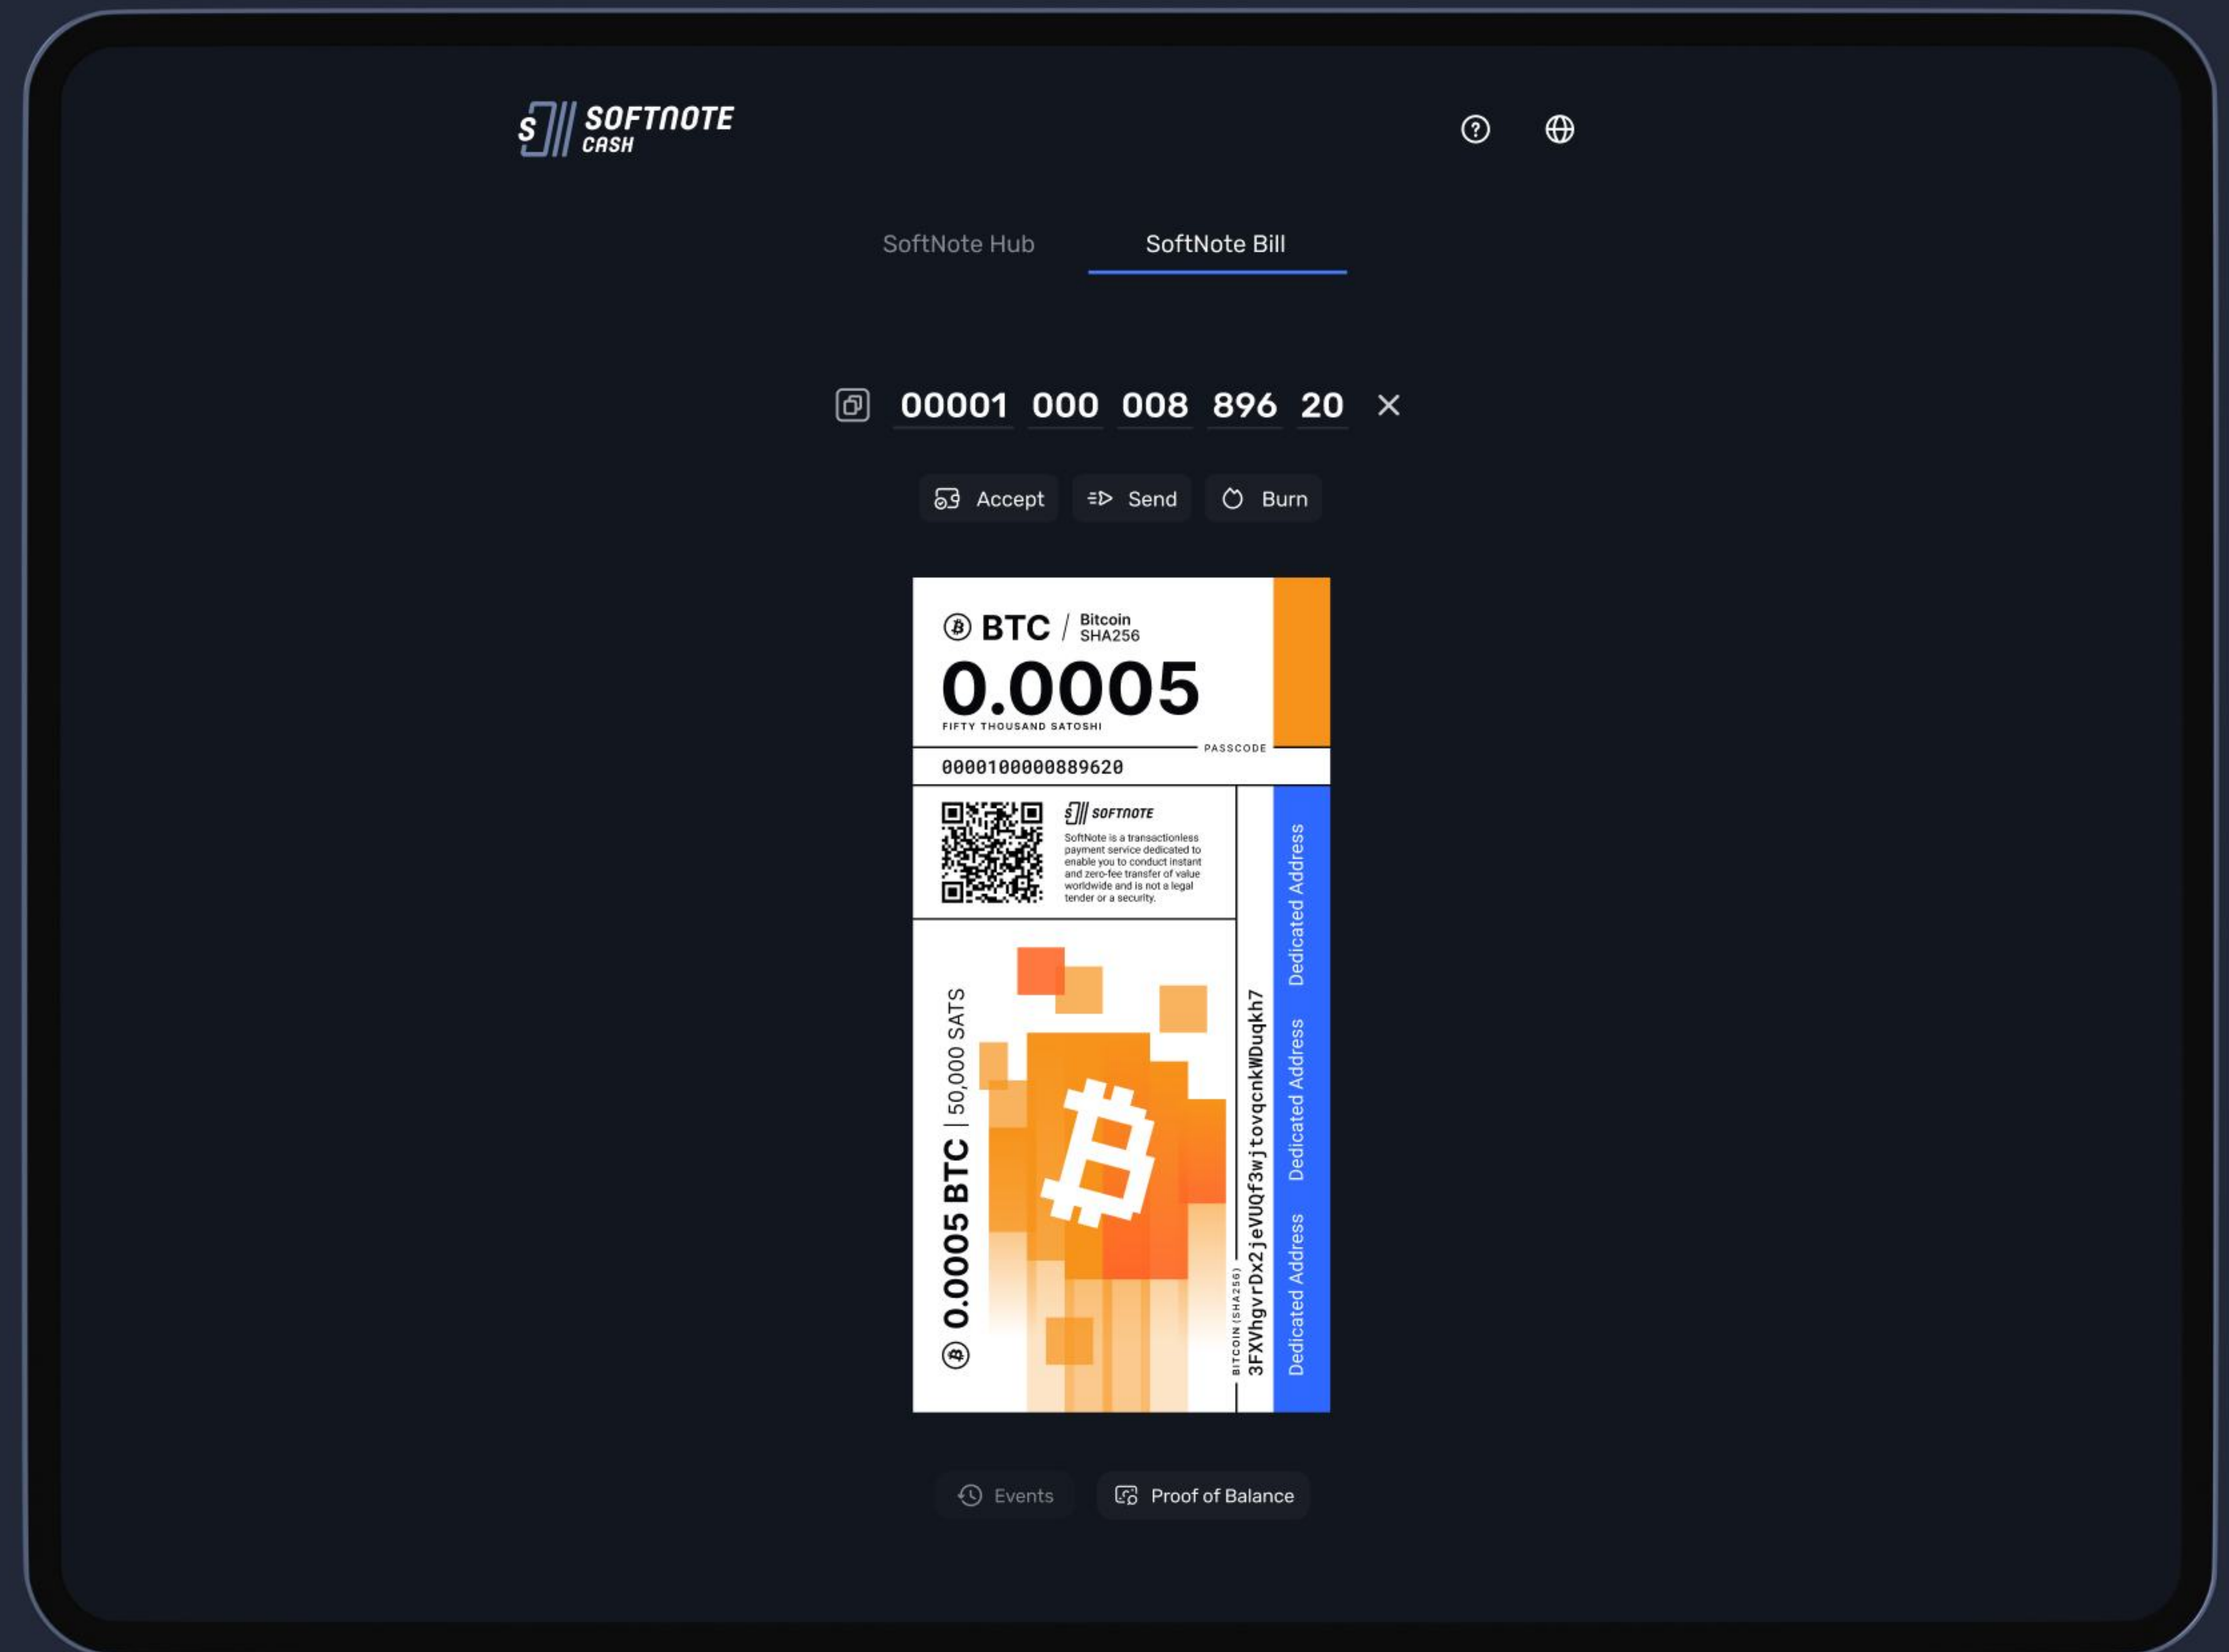 SOFTNOTE
CASH
SoftNote Hub
SoftNote Bill
00001 000 008 896 20
Accept
Send
Burn
BTC / Bitcoin
SHA256
0.0005
FIFTY THOUSAND SATOSHI
PASSCODE
0000100000889620
SOFTNOTE
SoftNote is a transactionless
payment service dedicated to
enable you to conduct instant
and zero-fee transfer of value
worldwide and is not a legal
tender or a security.
0.0005 BTC | 50,000 SATS
BITCOIN (SHA256)
3FXVhgvrDx2jeVUQf3wjtovqcnkWDuqkh7
Dedicated Address
Dedicated Address
Dedicated Address
Events
Proof of Balance